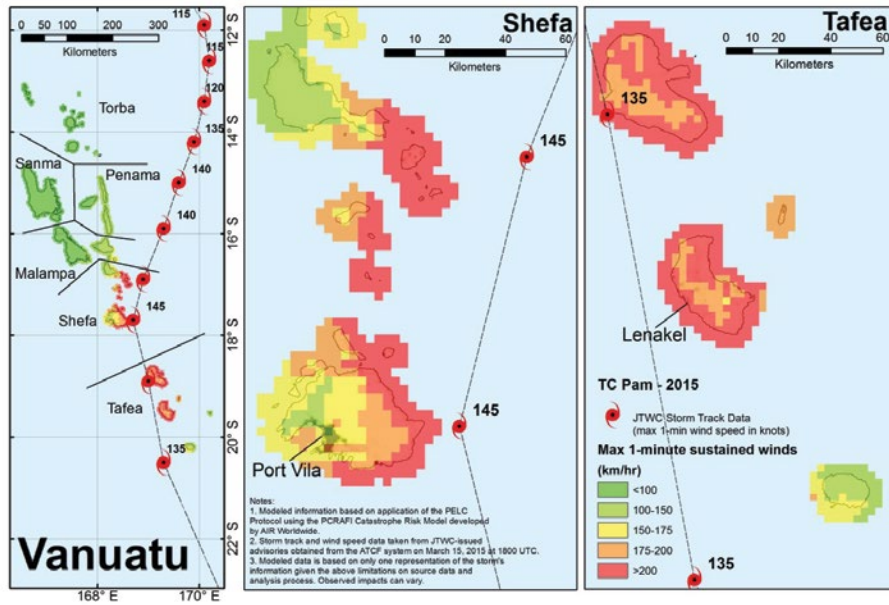 115
0 50 100 200 300
Kilometers
115
120
135
140
140
145
135
Torba
Sanma
Penama
Malampa
Shefa
Tafea
Vanuatu
168° E
170° E
12° S
14° S
16° S
18° S
20° S
22° S
Shefa
0 10 20 40 60
Kilometers
145
145
Port Vila
Notes:
1. Modeled information based on application of the PELC
Protocol using the PCRAFI Catastrophe Risk Model developed
by AIR Worldwide.
2. Storm track and wind speed data taken from JTWC-issued
advisories obtained from the ATCF system on March 15, 2015 at 1800 UTC.
3. Modeled data is based on only one representation of the storm's
information given the above limitations on source data and
analysis process. Observed impacts can vary.
Tafea
0 10 20 40 60
Kilometers
135
Lenakel
TC Pam - 2015
JTWC Storm Track Data
(max 1-min wind speed in knots)
Max 1-minute sustained winds
(km/hr)
<100
100-150
150-175
175-200
>200
135